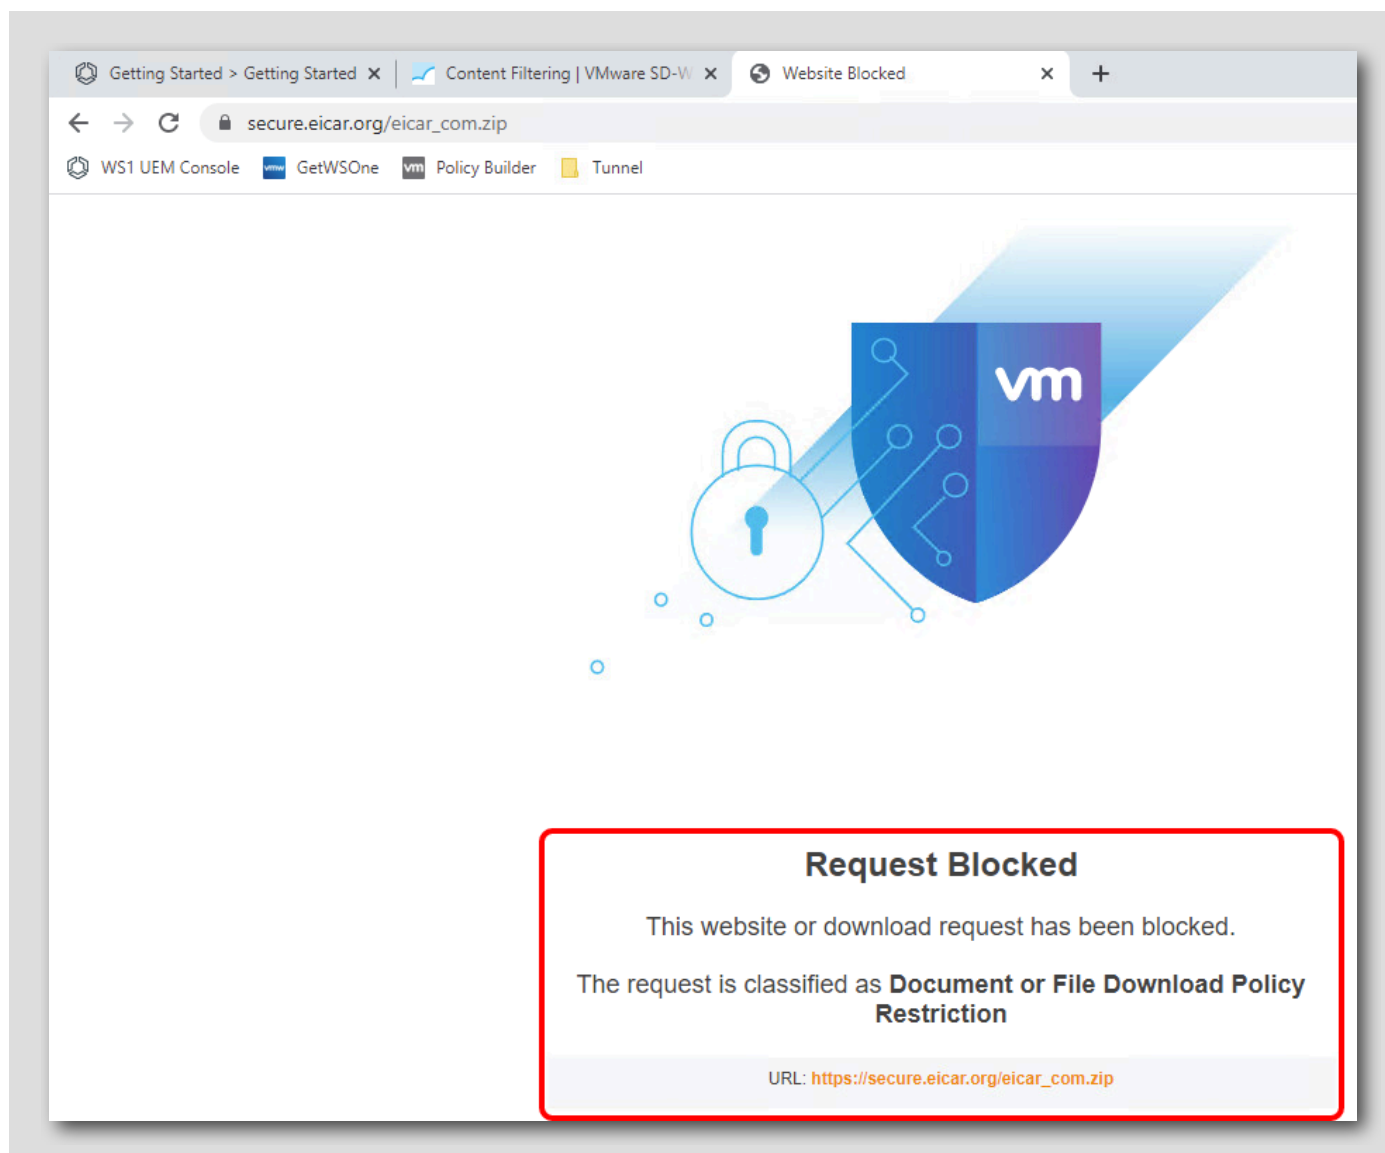 Getting Started > Getting Started
Content Filtering | VMware SD-W
Website Blocked
secure.eicar.org/eicar_com.zip
WS1 UEM Console
vmw
GetWSOne
vm
Policy Builder
Tunnel
vm
Request Blocked
This website or download request has been blocked.
The request is classified as Document or File Download Policy
Restriction
URL: https://secure.eicar.org/eicar_com.zip